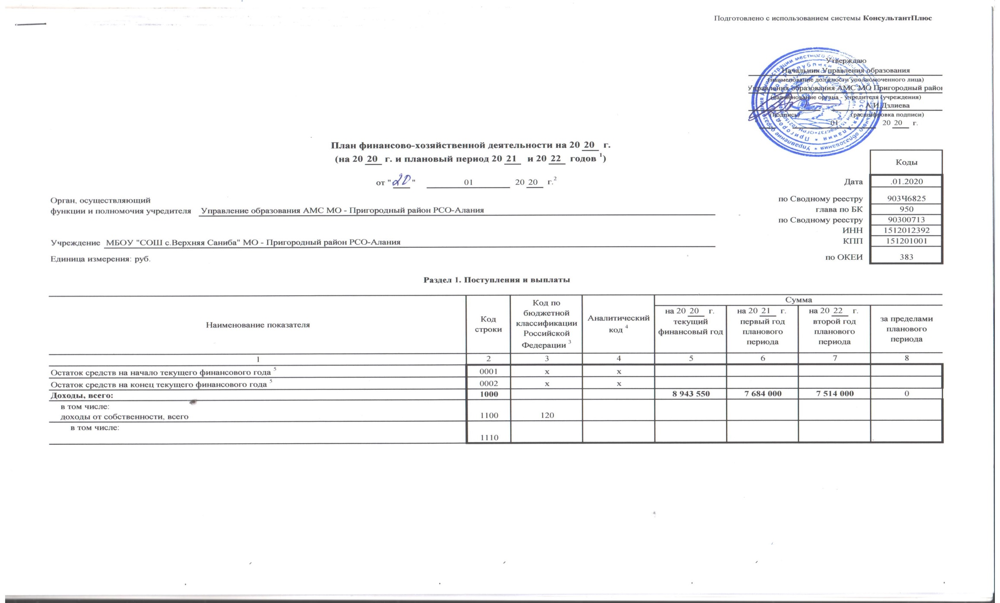 Подготовлено с использованием системы КонсультантПлюс
Утверждаю
Начальник Управления образования
(наименование должности уполномоченного лица)
Управления образования АМС МО Пригородный район
(наименование органа - учредителя (учреждения)
А.И.Дзлиева
(подпись) (расшифровка подписи)
01 20 20 г.
План финансово-хозяйственной деятельности на 20 20 г.
(на 20 20 г. и плановый период 20 21 и 20 22 годов 1)
от "20" 01 20 20 г.2
Коды
Дата .01.2020
Орган, осуществляющий по Сводному реестру 903Ч6825
функции и полномочия учредителя Управление образования АМС МО - Пригородный район РСО-Алания глава по БК 950
по Сводному реестру 90300713
ИНН 1512012392
Учреждение МБОУ "СОШ с.Верхняя Саниба" МО - Пригородный район РСО-Алания КПП 151201001
Единица измерения: руб. по ОКЕИ 383
Раздел 1. Поступления и выплаты
Наименование показателя
Код
строки
Код по
бюджетной
классификации
Российской
Федерации 3
Аналитический
код 4
Сумма
на 20 20 г.
текущий
финансовый год
на 20 21 г.
первый год
планового
периода
на 20 22 г.
второй год
планового
периода
за пределами
планового
периода
1 2 3 4 5 6 7 8
Остаток средств на начало текущего финансового года 5 0001 х х
Остаток средств на конец текущего финансового года 5 0002 х х
Доходы, всего: 1000 8 943 550 7 684 000 7 514 000 0
в том числе:
доходы от собственности, всего 1100 120
в том числе:
1110